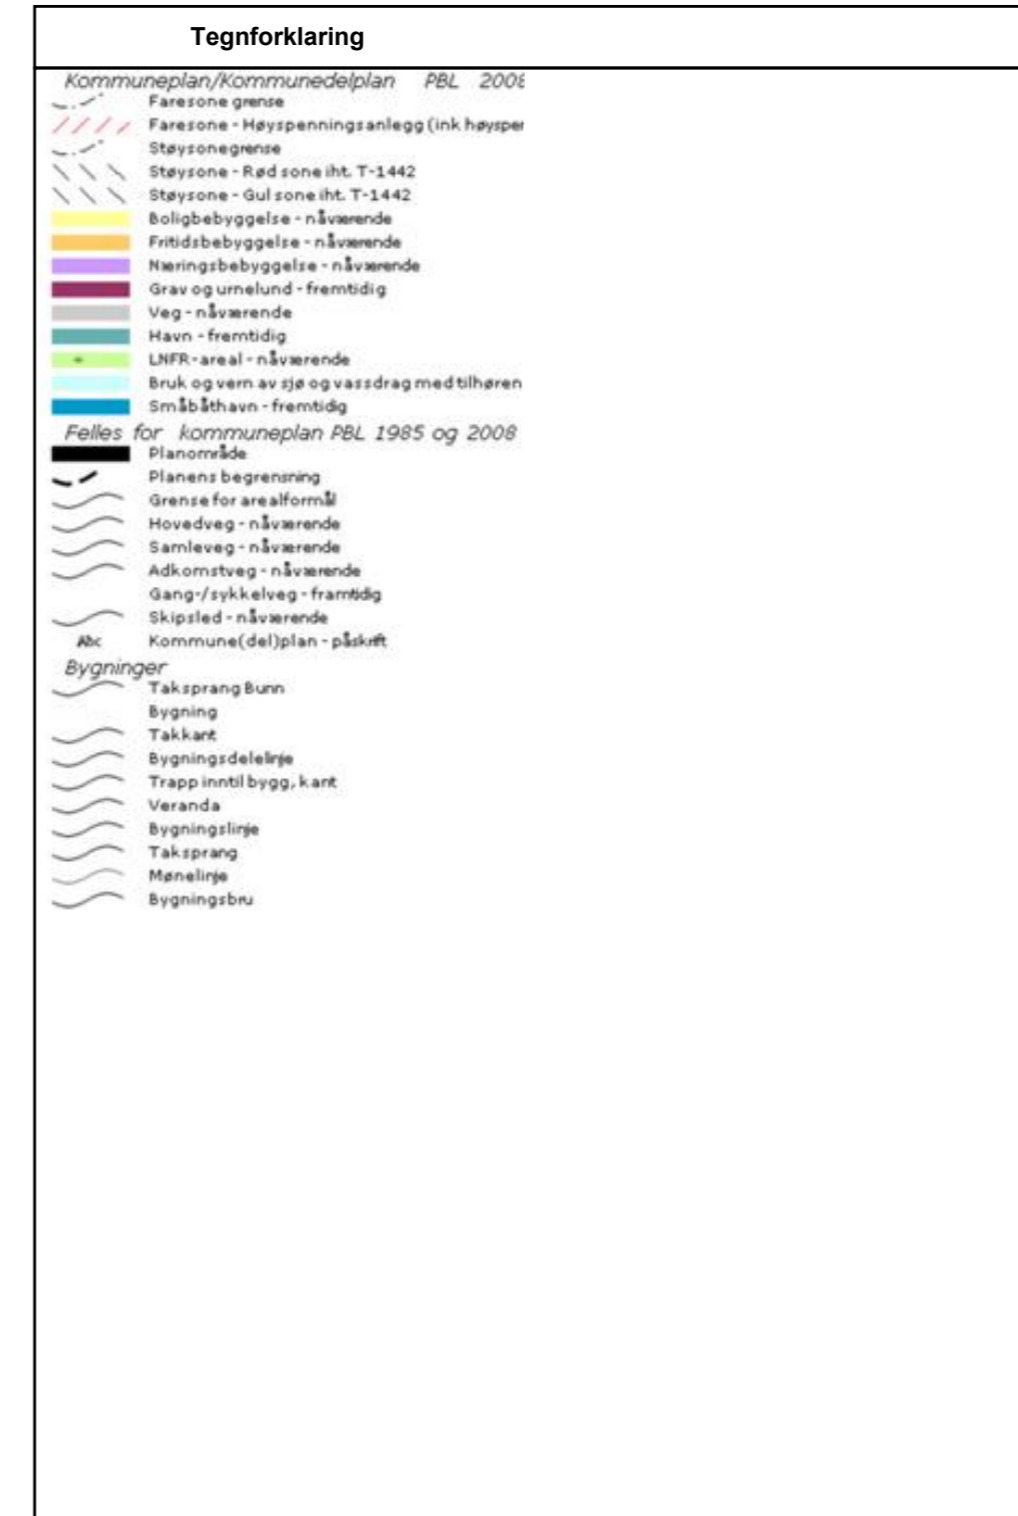 Tegnforklaring
Kommuneplan/Kommunedelplan PBL 2008
Faresone grense
Faresone - Høyspenningsanlegg (ink høyspen
Støysonegrense
Støysone - Rød sone iht. T-1442
Støysone - Gul sone iht. T-1442
Boligbebyggelse - nåværende
Fritidsbebyggelse - nåværende
Næringsbebyggelse - nåværende
Grav og urnelund - fremtidig
Veg - nåværende
Havn - fremtidig
LNFR-areal - nåværende
Bruk og vern av sjø og vassdrag med tilhøren
Småbåthavn - fremtidig
Felles for kommuneplan PBL 1985 og 2008
Planområde
Planens begrensning
Grense for arealformål
Hovedveg - nåværende
Samleveg - nåværende
Adkomstveg - nåværende
Gang-/sykkelveg - framtidig
Skipsled - nåværende
Abc Kommune(del)plan - påskrift
Bygninger
Taksprang Bunn
Bygning
Takkant
Bygningsdelelinje
Trapp inntil bygg, kant
Veranda
Bygningslinje
Taksprang
Mønelinje
Bygningsbru